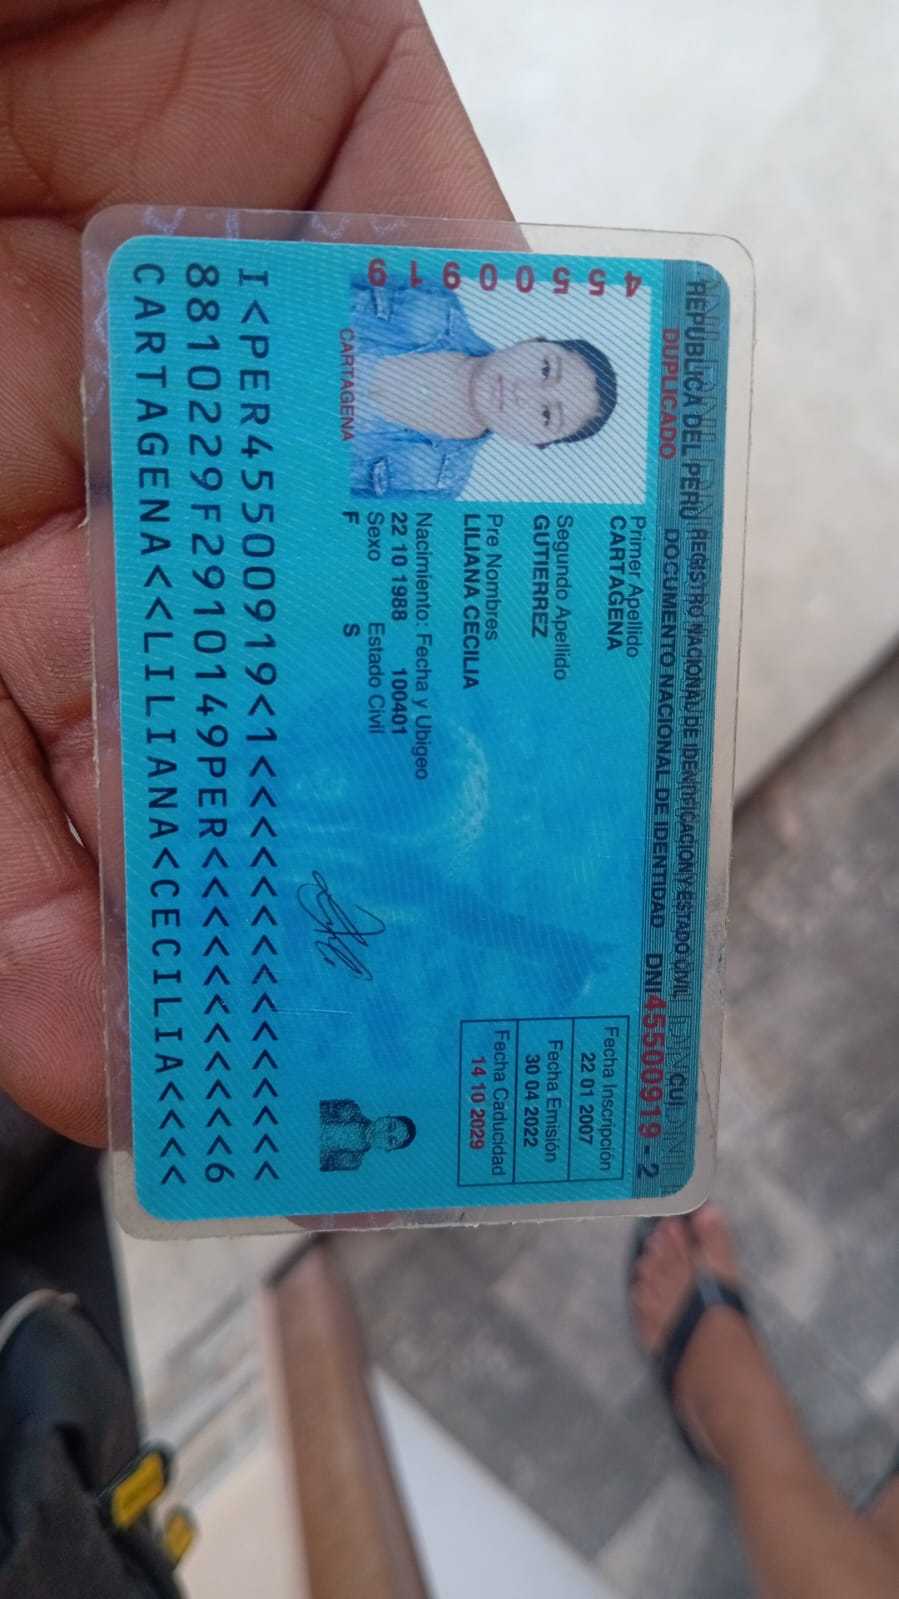 REPUBLICA DEL PERU REGISTRO NACIONAL DE IDENTIFICACION Y ESTADO CIVIL CUI
DUPLICADO DOCUMENTO NACIONAL DE IDENTIDAD DNI 45500919 - 2
45500919
CARTAGENA
Primer Apellido
CARTAGENA
Segundo Apellido
GUTIERREZ
Pre Nombres
LILIANA CECILIA
Nacimiento: Fecha y Ubigeo
22 10 1988 100401
Sexo Estado Civil
F S
Fecha Inscripción
22 01 2007
Fecha Emisión
30 04 2022
Fecha Caducidad
14 10 2029
I<PER45500919<1<<<<<<<<<<<<<<<
8810229F2910149PER<<<<<<<<<<<6
CARTAGENA<<LILIANA<CECILIA<<<<